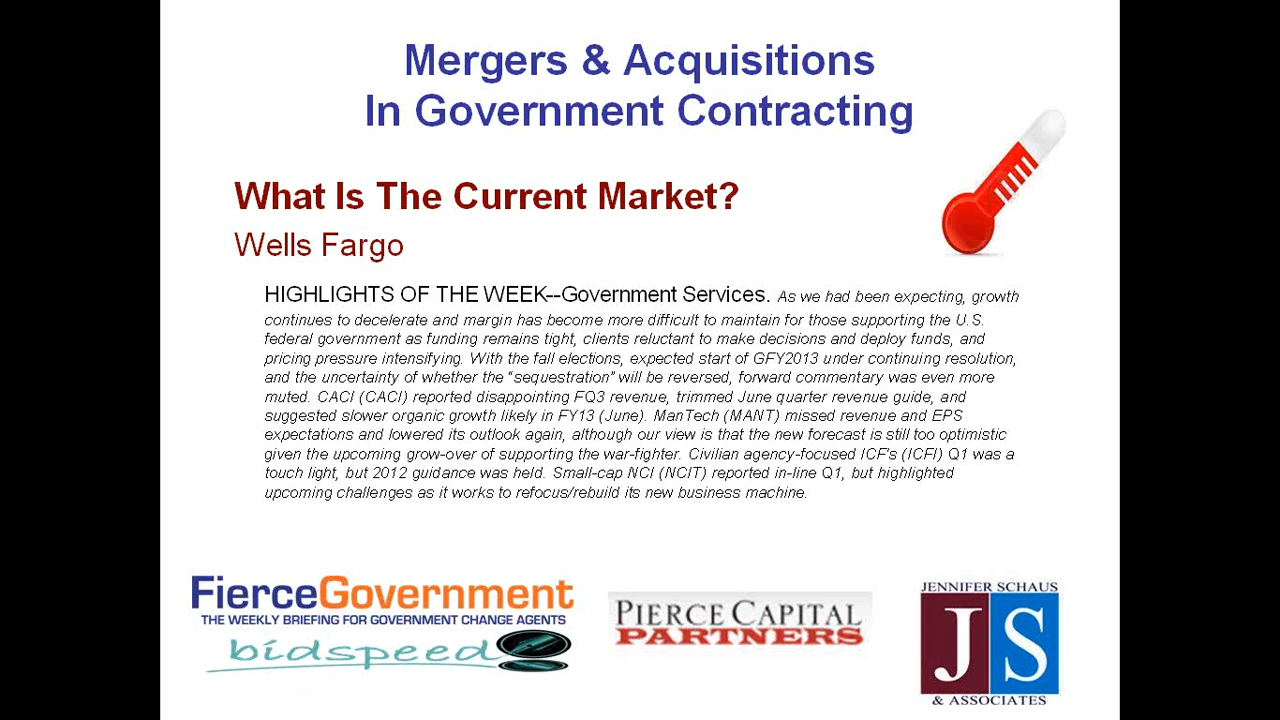 Mergers & Acquisitions
In Government Contracting
What Is The Current Market?
Wells Fargo
HIGHLIGHTS OF THE WEEK--Government Services. As we had been expecting, growth
continues to decelerate and margin has become more difficult to maintain for those supporting the U.S.
federal government as funding remains tight, clients reluctant to make decisions and deploy funds, and
pricing pressure intensifying. With the fall elections, expected start of GFY2013 under continuing resolution,
and the uncertainty of whether the “sequestration” will be reversed, forward commentary was even more
muted. CACI (CACI) reported disappointing FQ3 revenue, trimmed June quarter revenue guide, and
suggested slower organic growth likely in FY13 (June). ManTech (MANT) missed revenue and EPS
expectations and lowered its outlook again, although our view is that the new forecast is still too optimistic
given the upcoming grow-over of supporting the war-fighter. Civilian agency-focused ICF's (ICFI) Q1 was a
touch light, but 2012 guidance was held. Small-cap NCI (NCIT) reported in-line Q1, but highlighted
upcoming challenges as it works to refocus/rebuild its new business machine.
FierceGovernment
THE WEEKLY BRIEFING FOR GOVERNMENT CHANGE AGENTS
bidspeed
PIERCE CAPITAL
PARTNERS
JENNIFER SCHAUS
JS
& ASSOCIATES